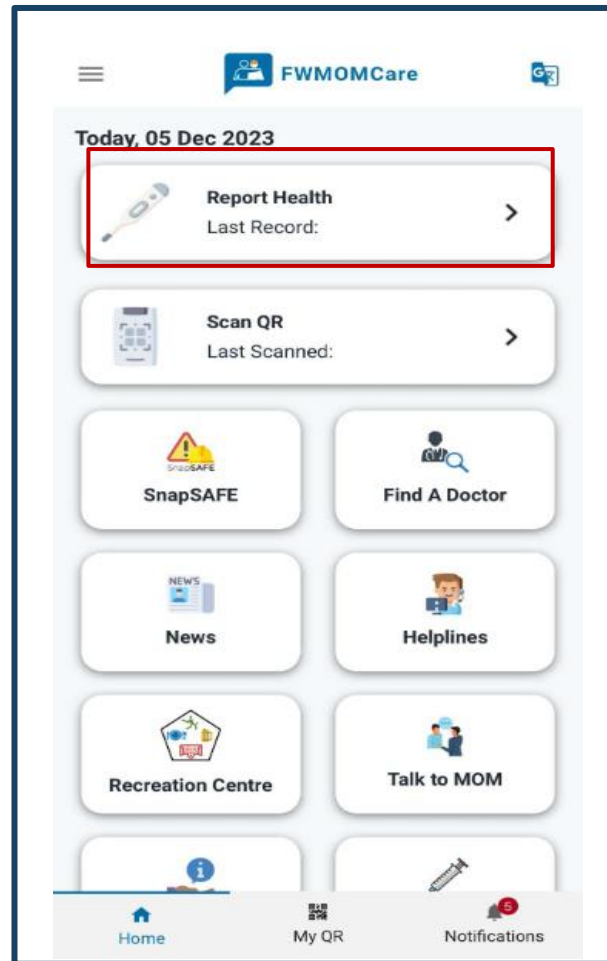 FWMOMCare
Today, 05 Dec 2023
Report Health
Last Record:
Scan QR
Last Scanned:
SnapSAFE
SnapSAFE
Find A Doctor
NEWS
News
Helplines
Recreation Centre
Talk to MOM
i
5
Home
My QR
Notifications